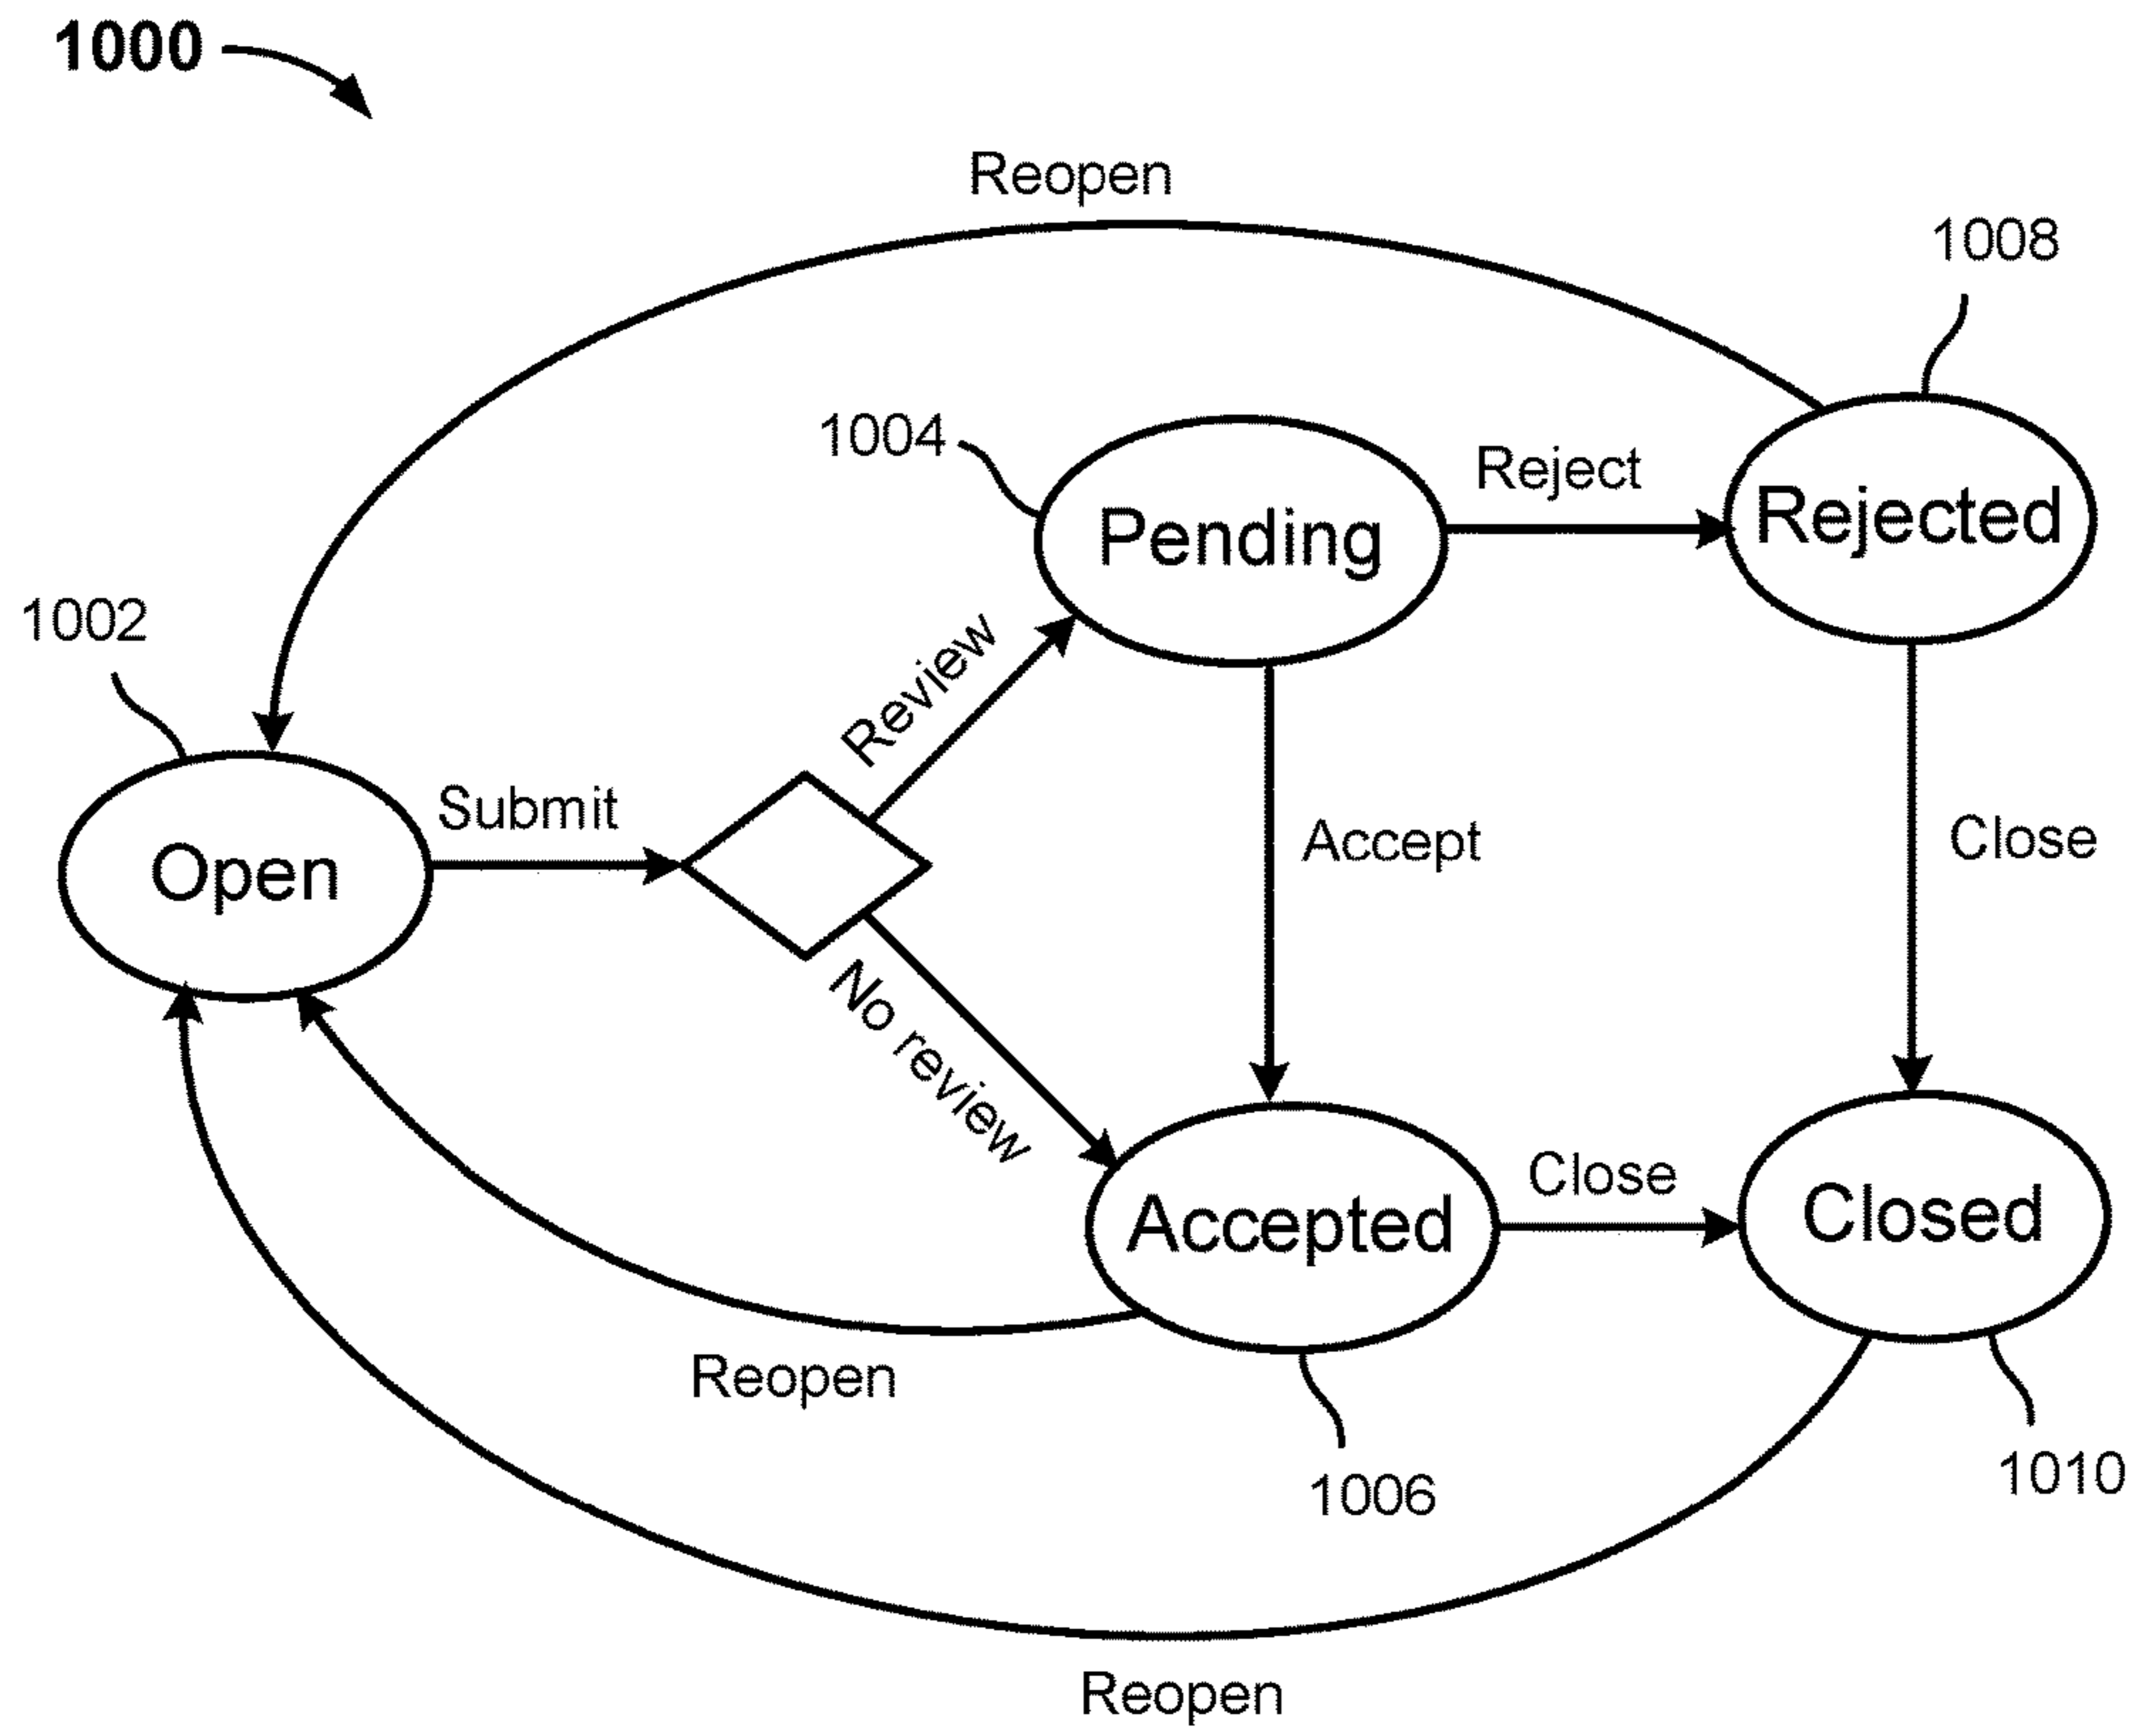 1000
Reopen
1008
1004
Reject
Rejected
Pending
1002
Review
Submit
Accept
Close
Open
No review
Close
Closed
Accepted
Reopen
1006
1010
Reopen